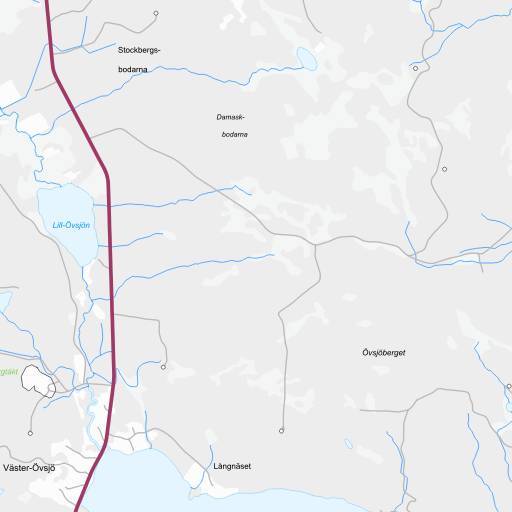 Stockbergs-
bodarna
Damask-
bodarna
Lill-Övsjön
Övsjöberget
Väster-Övsjö
Långnäset